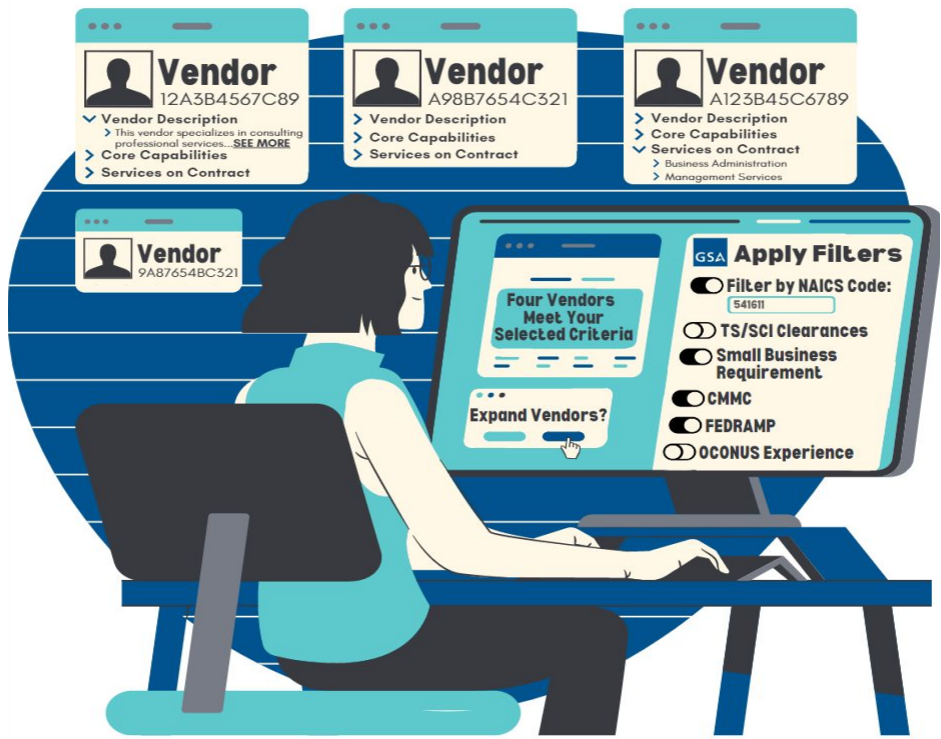 Vendor
12A3B4567C89
Vendor Description
This vendor specializes in consulting
professional services...SEE MORE
Core Capabilities
Services on Contract
Vendor
A98B7654C321
Vendor Description
Core Capabilities
Services on Contract
Vendor
A123B45C6789
Vendor Description
Core Capabilities
Services on Contract
Business Administration
Management Services
Vendor
9A87654BC321
Four Vendors
Meet Your
Selected Criteria
Expand Vendors?
GSA Apply Filters
Filter by NAICS Code:
541611
TS/SCI Clearances
Small Business
Requirement
CMMC
FEDRAMP
OCONUS Experience